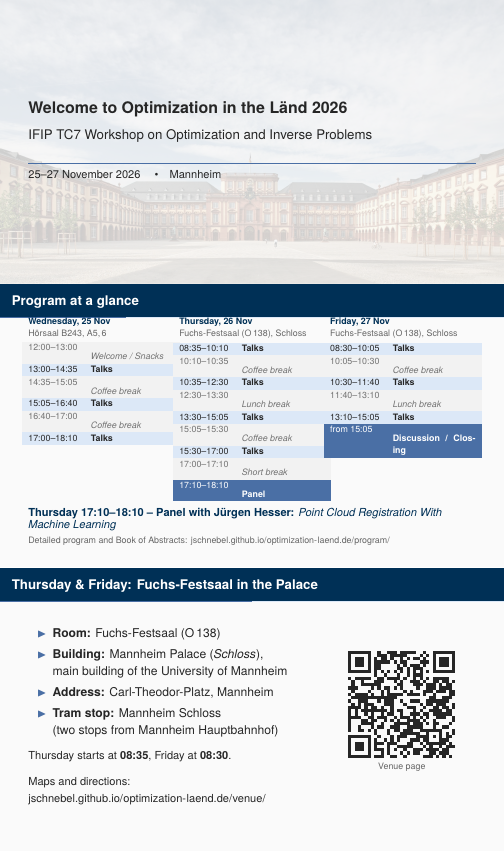 Welcome to Optimization in the Länd 2026
IFIP TC7 Workshop on Optimization and Inverse Problems
25–27 November 2026 • Mannheim
Program at a glance
Wednesday, 25 Nov
Hörsaal B243, A5, 6
12:00–13:00
Welcome / Snacks
13:00–14:35 Talks
14:35–15:05
Coffee break
15:05–16:40 Talks
16:40–17:00
Coffee break
17:00–18:10 Talks
Thursday, 26 Nov
Fuchs-Festsaal (O 138), Schloss
08:35–10:10 Talks
10:10–10:35
Coffee break
10:35–12:30 Talks
12:30–13:30
Lunch break
13:30–15:05 Talks
15:05–15:30
Coffee break
15:30–17:00 Talks
17:00–17:10
Short break
17:10–18:10
Panel
Friday, 27 Nov
Fuchs-Festsaal (O 138), Schloss
08:30–10:05 Talks
10:05–10:30
Coffee break
10:30–11:40 Talks
11:40–13:10
Lunch break
13:10–15:05 Talks
from 15:05
Discussion / Clos-
ing
Thursday 17:10–18:10 – Panel with Jürgen Hesser: Point Cloud Registration With
Machine Learning
Detailed program and Book of Abstracts: jschnebel.github.io/optimization-laend.de/program/
Thursday & Friday: Fuchs-Festsaal in the Palace
Room: Fuchs-Festsaal (O 138)
Building: Mannheim Palace (Schloss),
main building of the University of Mannheim
Address: Carl-Theodor-Platz, Mannheim
Tram stop: Mannheim Schloss
(two stops from Mannheim Hauptbahnhof)
Thursday starts at 08:35, Friday at 08:30.
Maps and directions:
jschnebel.github.io/optimization-laend.de/venue/
Venue page